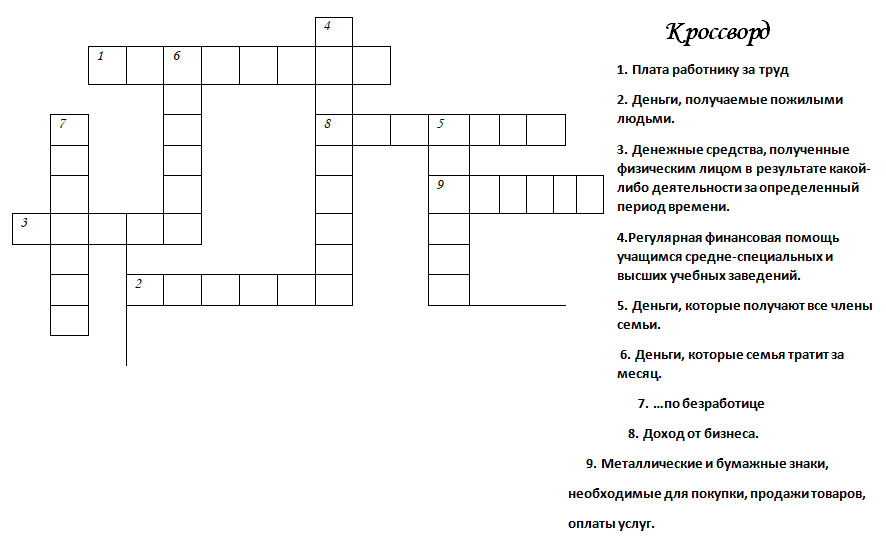 4
Кроссворд
1
6
1. Плата работнику за труд
2. Деньги, получаемые пожилыми
людьми.
7
8
5
3. Денежные средства, полученные
физическим лицом в результате какой-
либо деятельности за определенный
период времени.
9
3
4.Регулярная финансовая помощь
учащимся средне-специальных и
высших учебных заведений.
2
5. Деньги, которые получают все члены
семьи.
6. Деньги, которые семья тратит за
месяц.
7. ...по безработице
8. Доход от бизнеса.
9. Металлические и бумажные знаки,
необходимые для покупки, продажи товаров,
оплаты услуг.